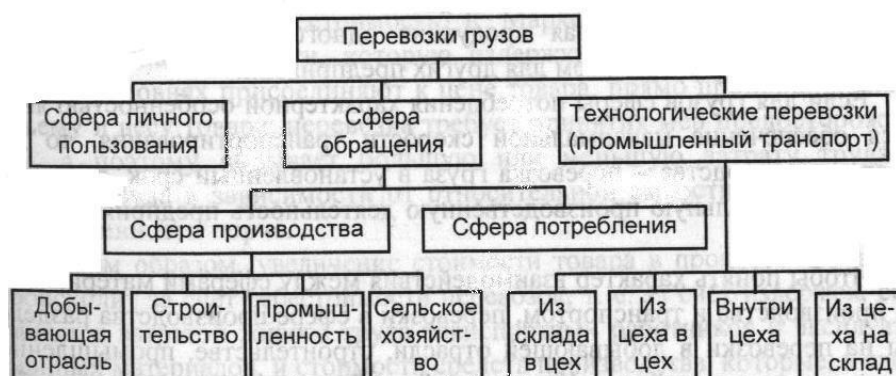 Перевозки грузов
Сфера личного
пользования
Сфера
обращения
Технологические перевозки
(промышленный транспорт)
Сфера производства
Сфера потребления
Добы-
вающая
отрасль
Строи-
тельство
Промыш-
ленность
Сельское
хозяйст-
во
Из
склада
в цех
Из
цеха в
цех
Внутри
цеха
Из це-
ха на
склад